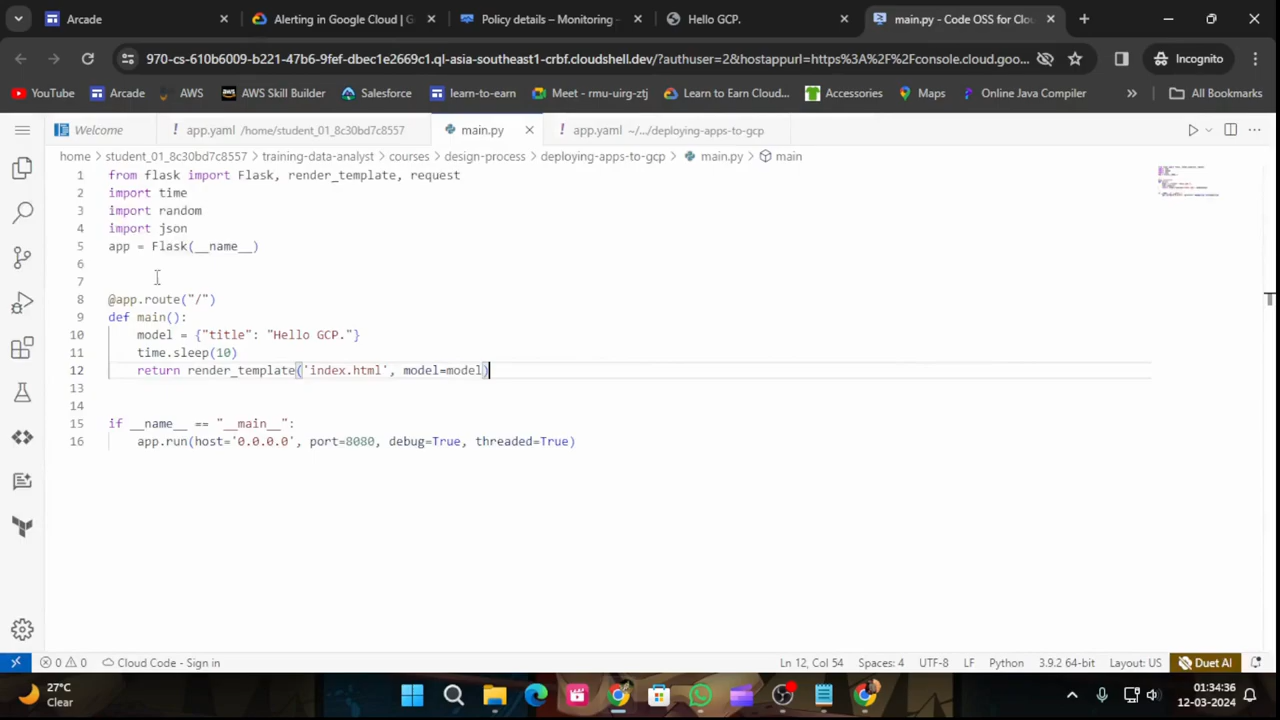 Arcade
Alerting in Google Cloud | G
Policy details – Monitoring –
Hello GCP.
main.py - Code OSS for Clou
970-cs-610b6009-b221-47b6-9fef-dbec1e2669c1.ql-asia-southeast1-crbf.cloudshell.dev/?authuser=2&hostappurl=https%3A%2F%2Fconsole.cloud.goo...
Incognito
YouTube
Arcade
AWS
AWS Skill Builder
Salesforce
learn-to-earn
Meet - rmu-uirg-ztj
Learn to Earn Cloud...
Accessories
Maps
Online Java Compiler
All Bookmarks
Welcome
app.yaml /home/student_01_8c30bd7c8557
main.py
app.yaml ~/.../deploying-apps-to-gcp
home > student_01_8c30bd7c8557 > training-data-analyst > courses > design-process > deploying-apps-to-gcp > main.py > main
1 from flask import Flask, render_template, request
2 import time
3 import random
4 import json
5 app = Flask(__name__)
6
7
8 @app.route("/")
9 def main():
10 model = {"title": "Hello GCP."}
11 time.sleep(10)
12 return render_template('index.html', model=model)
13
14
15 if __name__ == "__main__":
16 app.run(host='0.0.0.0', port=8080, debug=True, threaded=True)
0 0
Cloud Code - Sign in
Ln 12, Col 54
Spaces: 4
UTF-8
LF
Python
3.9.2 64-bit
Layout: US
Duet AI
27°C
Clear
01:34:36
12-03-2024